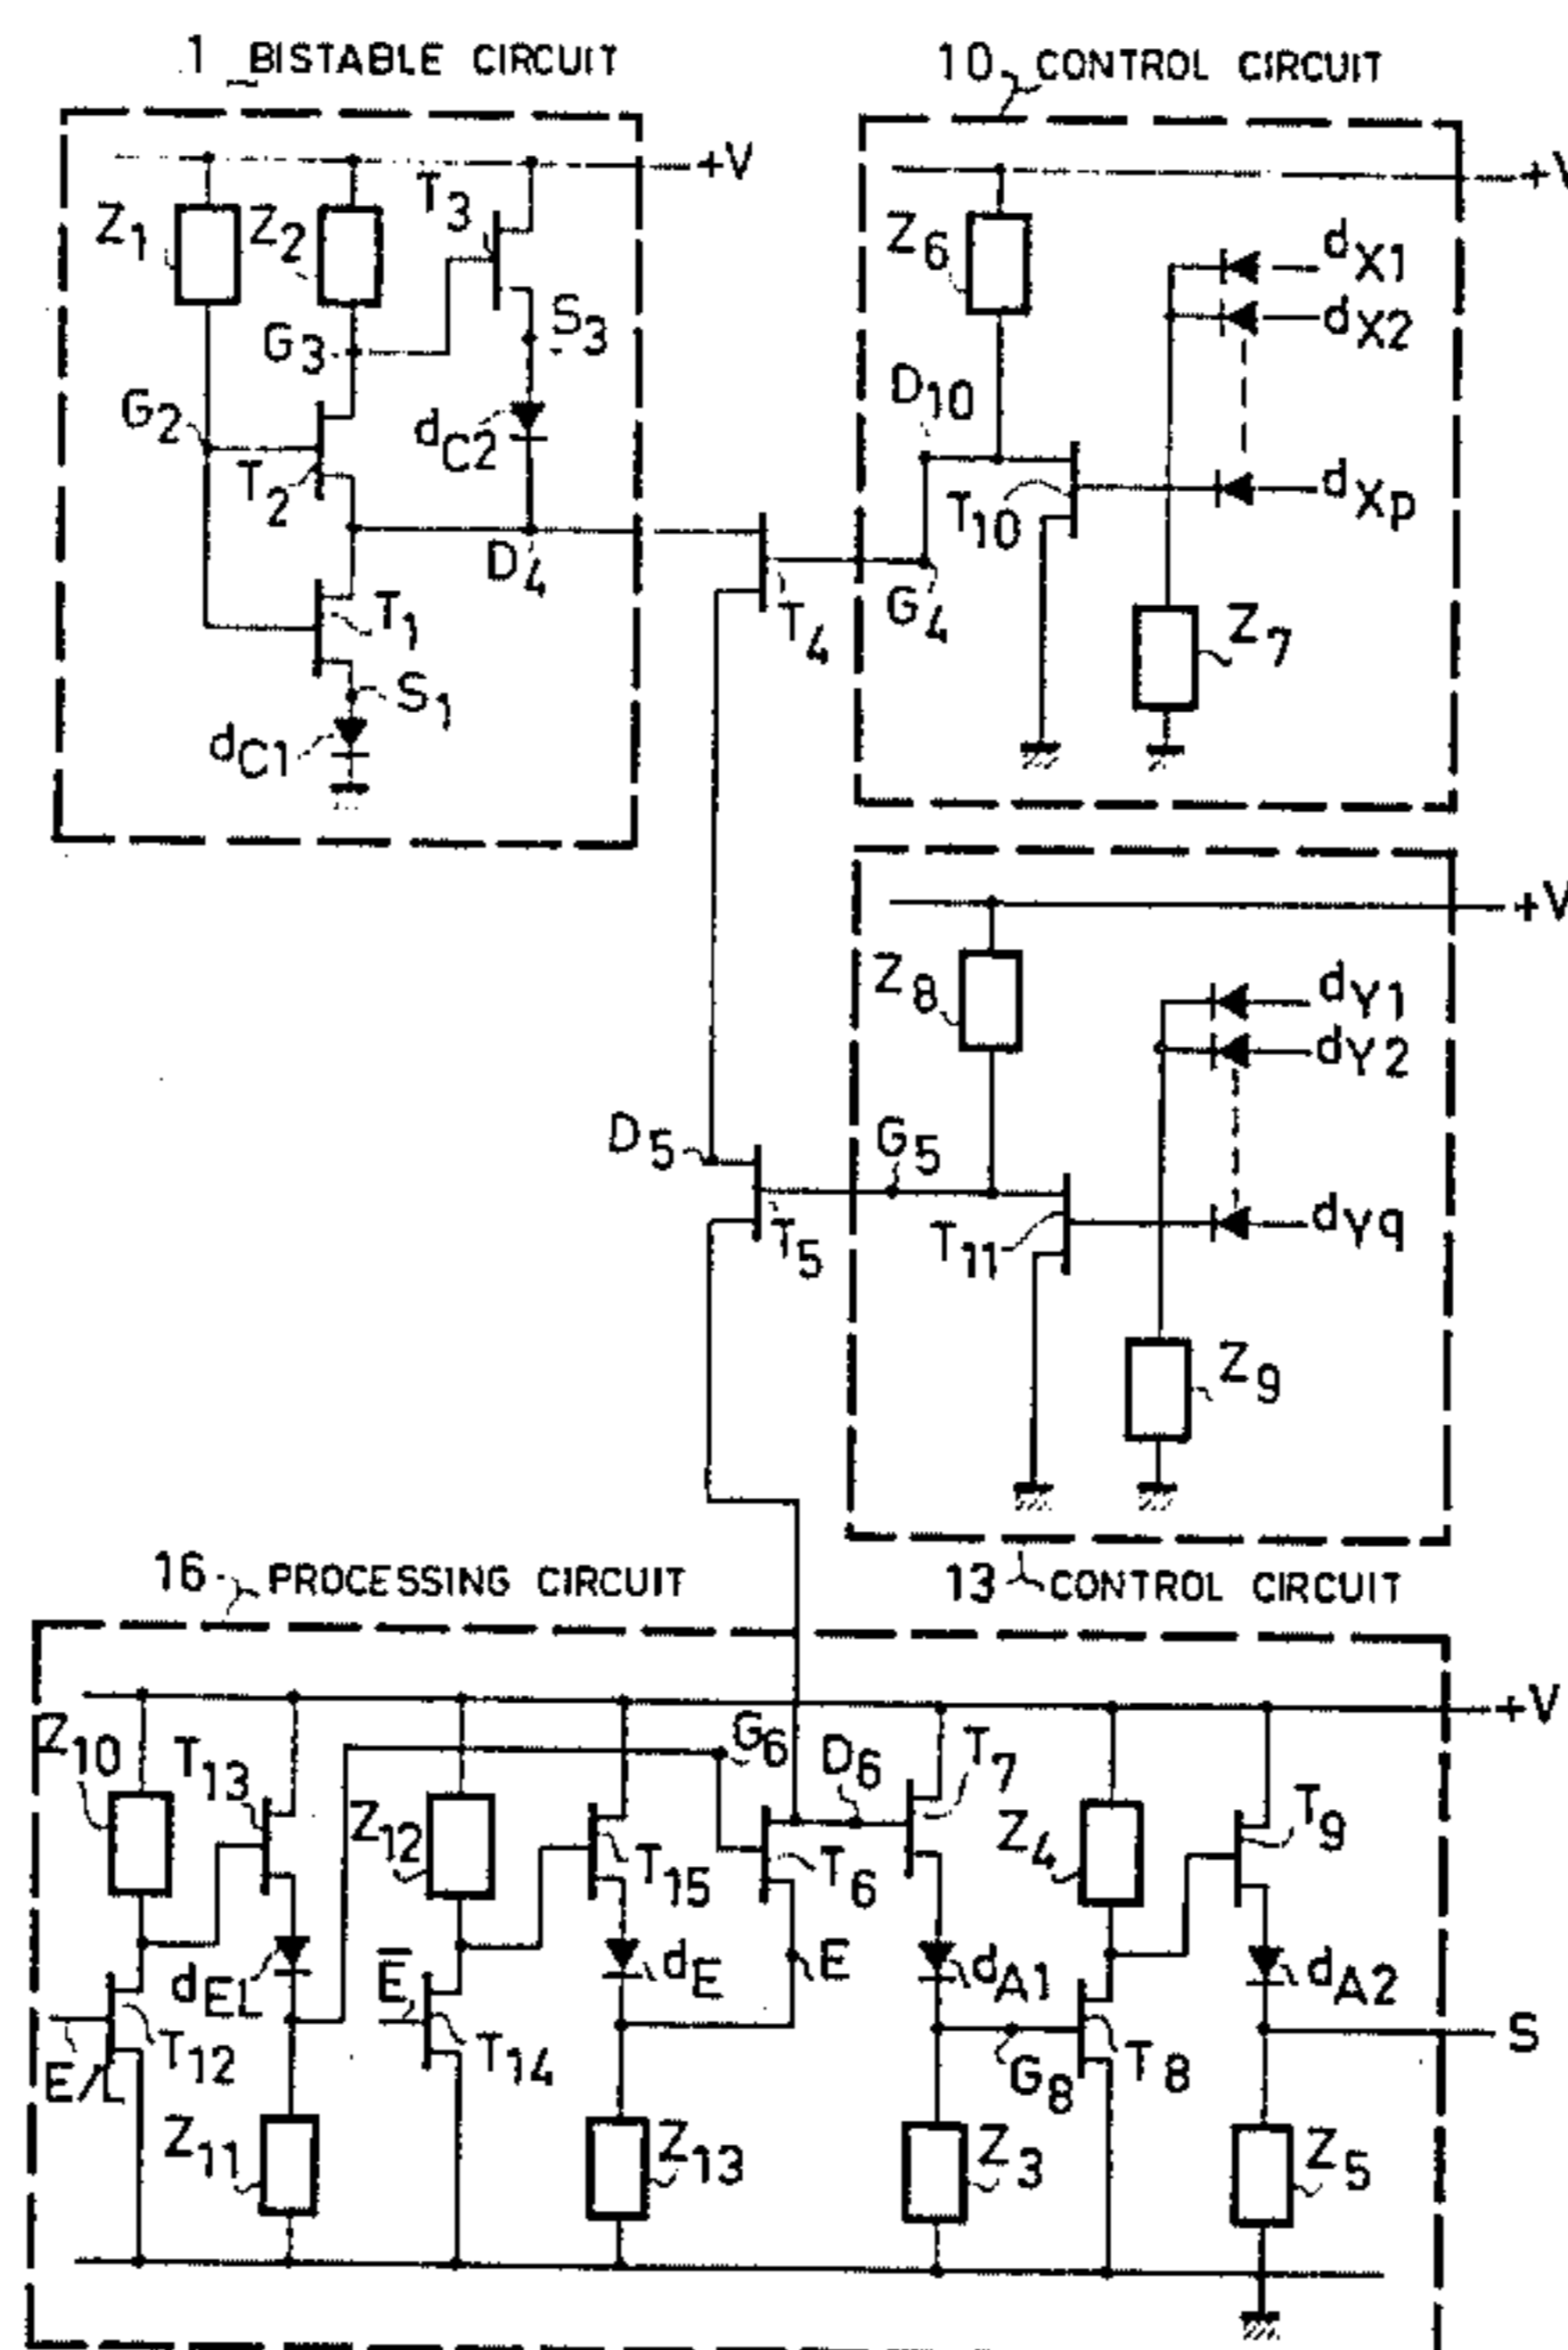 1 BISTABLE CIRCUIT
10 CONTROL CIRCUIT
+V
+V
Z1
Z2
T3
Z6
dX1
dX2
G3
S3
D10
G2
dC2
T2
T10
dXp
D4
T4
G4
T1
Z7
S1
dC1
+V
Z8
dY1
dY2
D5
G5
T5
T11
dYq
Z9
16 PROCESSING CIRCUIT
13 CONTROL CIRCUIT
+V
Z10
T13
G6
D6
T7
Z12
T15
T6
Z4
T9
dEL
E̅
dE
E
dA1
dA2
E/L
T12
T14
G8
T8
S
Z11
Z13
Z3
Z5